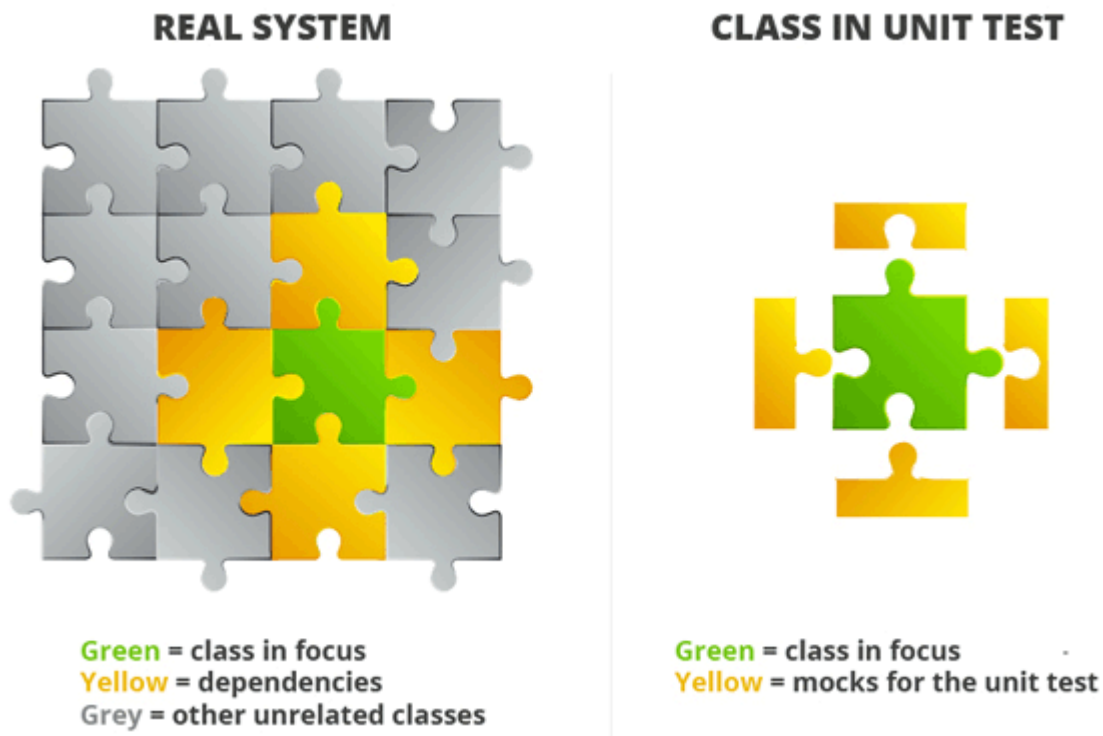 REAL SYSTEM
CLASS IN UNIT TEST
Green = class in focus
Yellow = dependencies
Grey = other unrelated classes
Green = class in focus
Yellow = mocks for the unit test